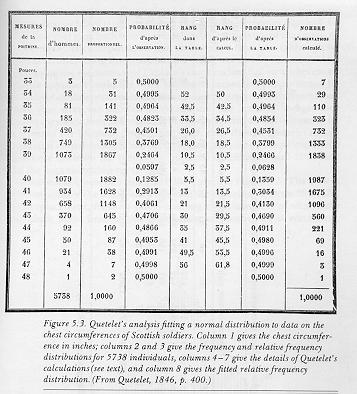 MESURES NOMBRE NOMBRE PROBABILITÉ RANG RANG PROBABILITÉ NOMBRE
de la d'hommes. PROPORTIONNEL. d'après dans d'après le d'après D'OBSERVATIONS
POITRINE. L'OBSERVATION. LA TABLE. CALCUL. LA TABLE. calculé.
Pouces.
33 3 5 0,5000 0,5000 7
34 18 31 0,4995 52 50 0,4993 29
35 81 141 0,4964 42,5 42,5 0,4964 110
36 185 322 0,4823 33,5 34,5 0,4854 323
37 420 732 0,4501 26,0 26,5 0,4531 732
38 749 1305 0,3769 18,0 18,5 0,3799 1333
39 1073 1867 0,2464 10,5 10,5 0,2466 1838
0,0597 2,5 2,5 0,0628
40 1079 1882 0,1285 5,5 5,5 0,1359 1987
41 934 1628 0,2913 13 13,5 0,3034 1675
42 658 1148 0,4061 21 21,5 0,4130 1096
43 370 645 0,4706 30 29,5 0,4690 560
44 92 160 0,4866 35 37,5 0,4911 221
45 50 87 0,4953 41 45,5 0,4980 69
46 21 38 0,4991 49,5 53,5 0,4996 16
47 4 7 0,4998 56 61,8 0,4999 3
48 1 2 0,5000 0,5000 1
5738 1,0000 1,0000
Figure 5.3. Quetelet's analysis fitting a normal distribution to data on the
chest circumferences of Scottish soldiers. Column 1 gives the chest circumfer-
ence in inches; columns 2 and 3 give the frequency and relative frequency
distributions for 5738 individuals, columns 4–7 give the details of Quetelet's
calculations (see text), and column 8 gives the fitted relative frequency
distribution. (From Quetelet, 1846, p. 400.)